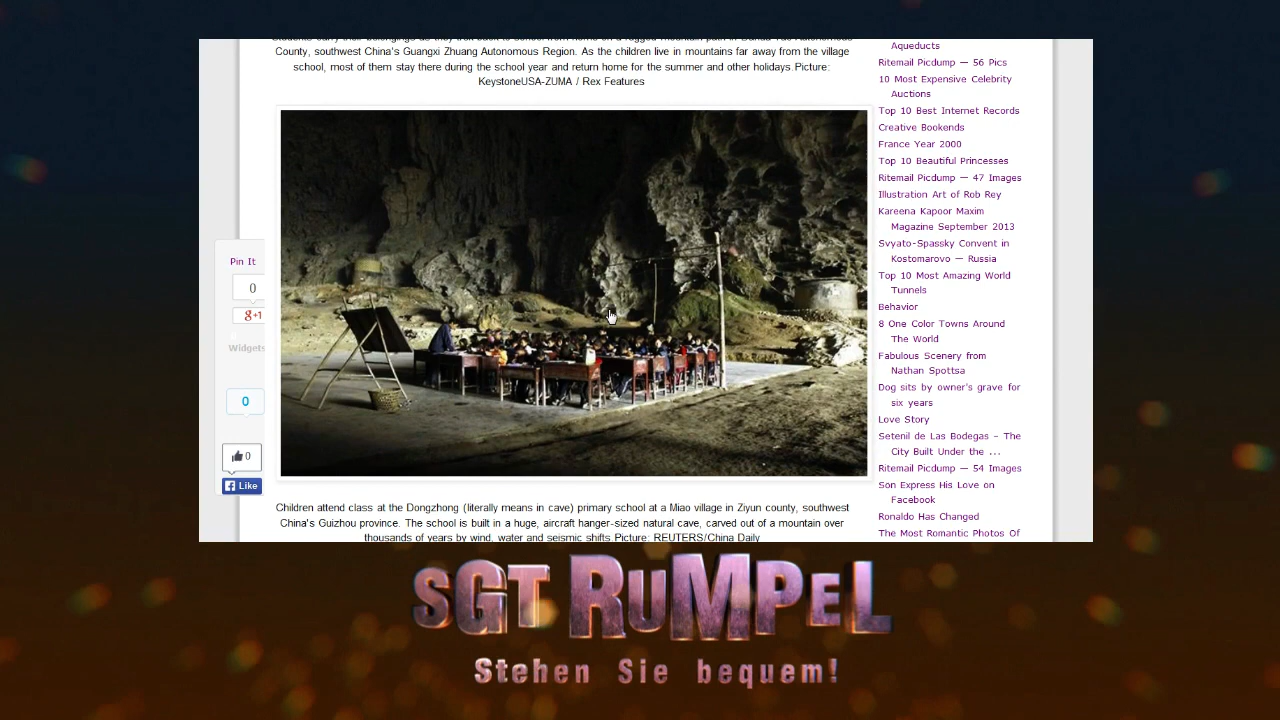 County, southwest China's Guangxi Zhuang Autonomous Region. As the children live in mountains far away from the village
school, most of them stay there during the school year and return home for the summer and other holidays.Picture:
KeystoneUSA-ZUMA / Rex Features
Pin It
0
g+1
Widgets
0
0
Like
Children attend class at the Dongzhong (literally means in cave) primary school at a Miao village in Ziyun county, southwest
China's Guizhou province. The school is built in a huge, aircraft hanger-sized natural cave, carved out of a mountain over
thousands of years by wind, water and seismic shifts.Picture: REUTERS/China Daily
Aqueducts
Ritemail Picdump — 56 Pics
10 Most Expensive Celebrity
Auctions
Top 10 Best Internet Records
Creative Bookends
France Year 2000
Top 10 Beautiful Princesses
Ritemail Picdump — 47 Images
Illustration Art of Rob Rey
Kareena Kapoor Maxim
Magazine September 2013
Svyato-Spassky Convent in
Kostomarovo — Russia
Top 10 Most Amazing World
Tunnels
Behavior
8 One Color Towns Around
The World
Fabulous Scenery from
Nathan Spottsa
Dog sits by owner's grave for
six years
Love Story
Setenil de Las Bodegas – The
City Built Under the ...
Ritemail Picdump — 54 Images
Son Express His Love on
Facebook
Ronaldo Has Changed
The Most Romantic Photos Of
SGT RUMPEL
Stehen Sie bequem!